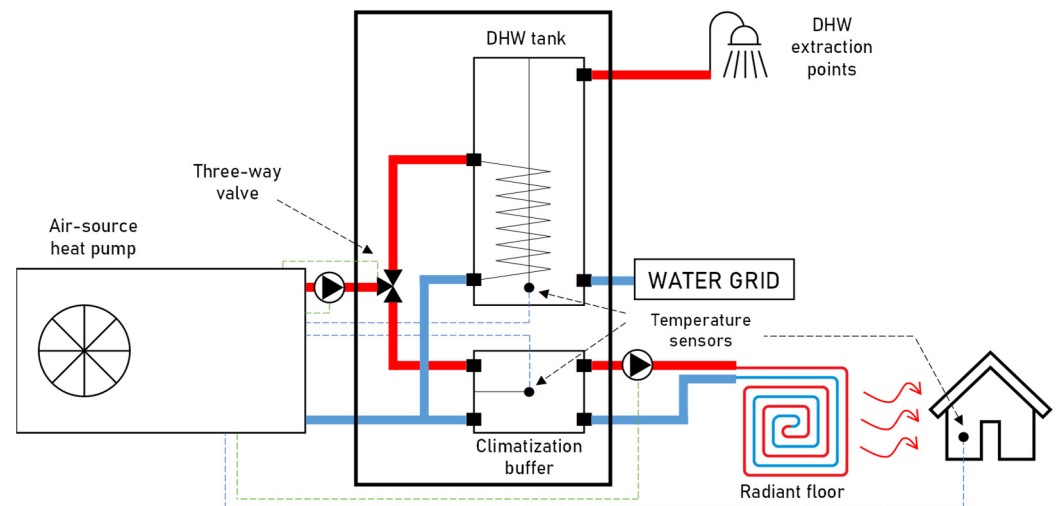 DHW tank
DHW
extraction
points
Three-way
valve
Air-source
heat pump
WATER GRID
Temperature
sensors
Climatization
buffer
Radiant floor